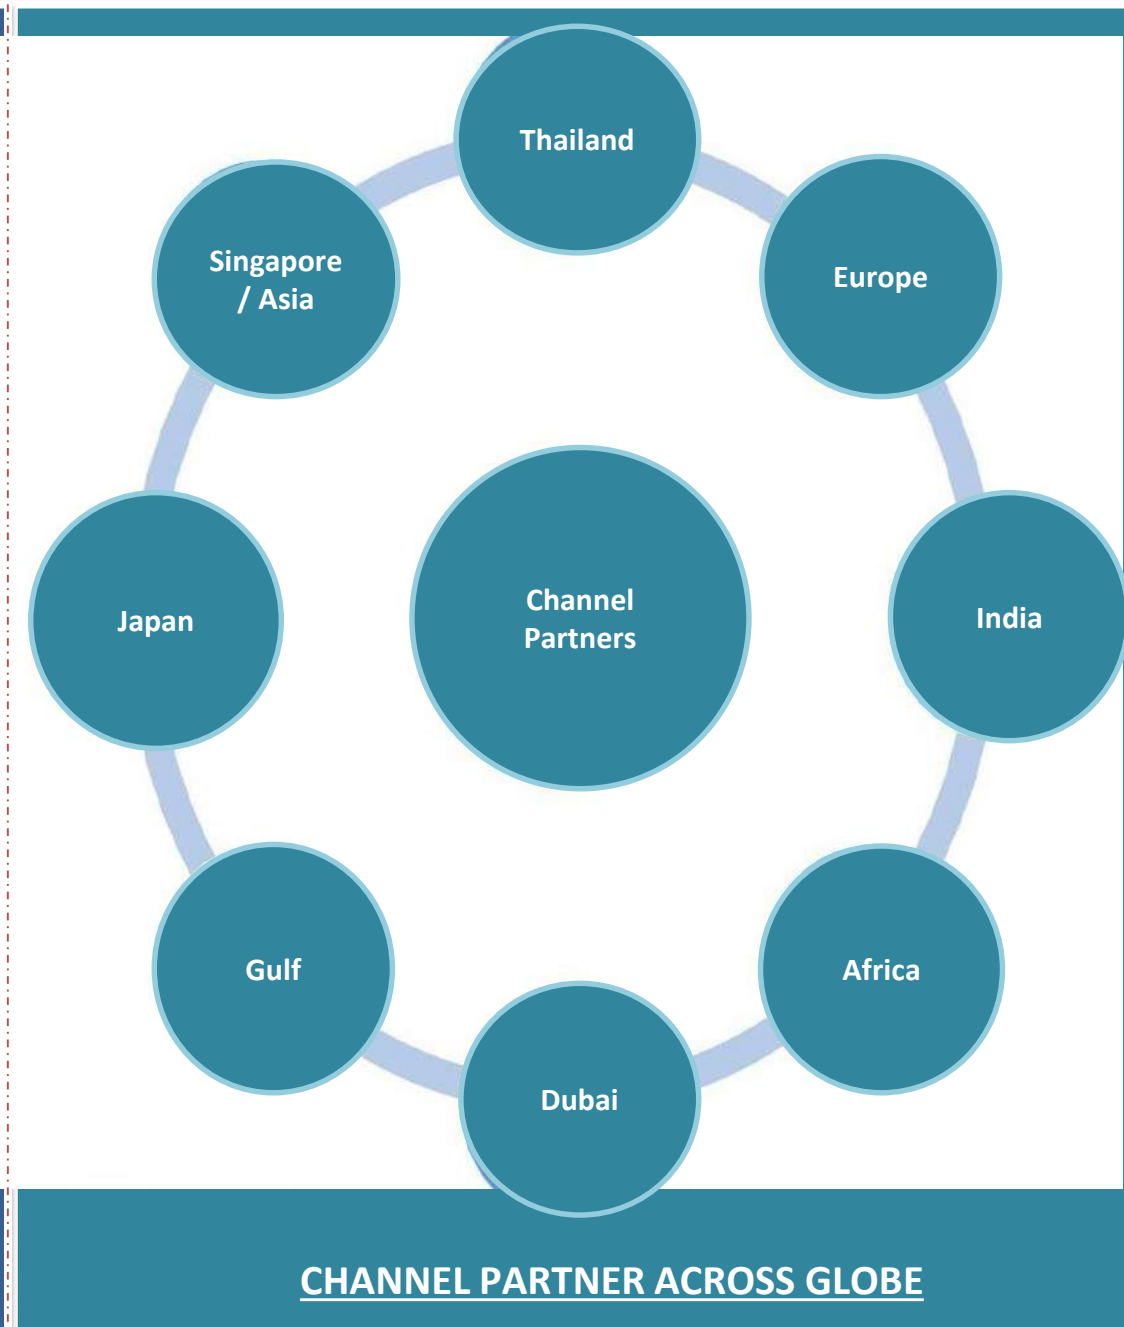 Thailand
Europe
Singapore
/ Asia
India
Channel
Partners
Japan
Africa
Gulf
Dubai
CHANNEL PARTNER ACROSS GLOBE